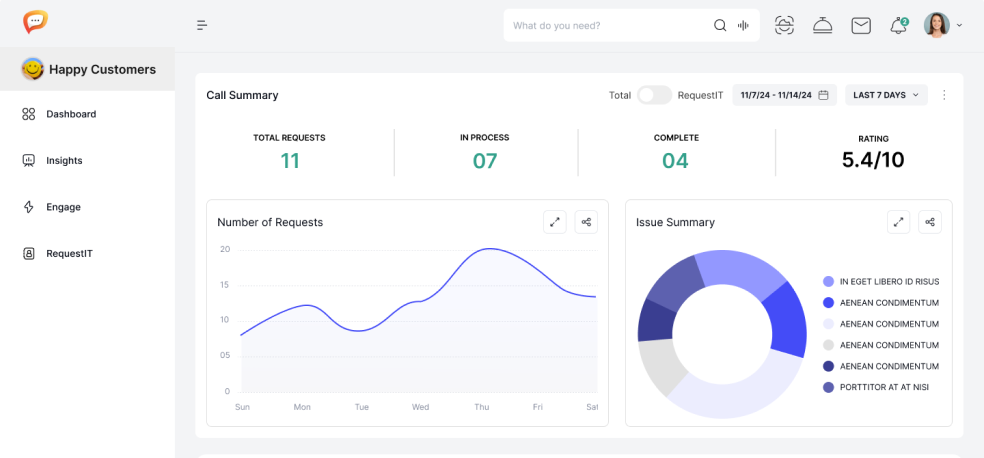 What do you need?
2
Happy Customers
Dashboard
Insights
Engage
RequestIT
Call Summary
Total
RequestIT
11/7/24 - 11/14/24
LAST 7 DAYS
TOTAL REQUESTS
11
IN PROCESS
07
COMPLETE
04
RATING
5.4/10
Number of Requests
20
15
10
05
0
Sun Mon Tue Wed Thu Fri Sat
Issue Summary
IN EGET LIBERO ID RISUS
AENEAN CONDIMENTUM
AENEAN CONDIMENTUM
AENEAN CONDIMENTUM
AENEAN CONDIMENTUM
PORTTITOR AT AT NISI